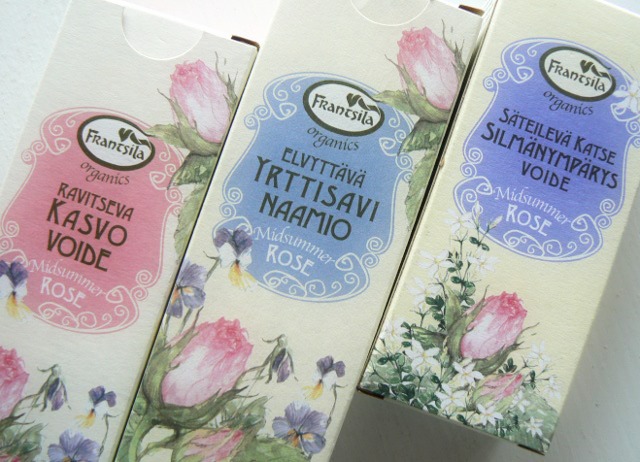 Frantsila
organics
RAVITSEVA
KASVO
VOIDE
Midsummer
ROSE
Frantsila
organics
ELVYTTÄVÄ
YRTTISAVI
NAAMIO
Midsummer
ROSE
Frantsila
organics
SÄTEILEVÄ KATSE
SILMÄNYMPÄRYS
VOIDE
Midsummer
ROSE